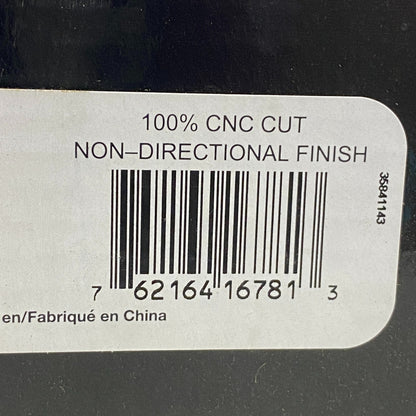 100% CNC CUT
NON–DIRECTIONAL FINISH
35841143
7 62164 16781 3
en/Fabriqué en China